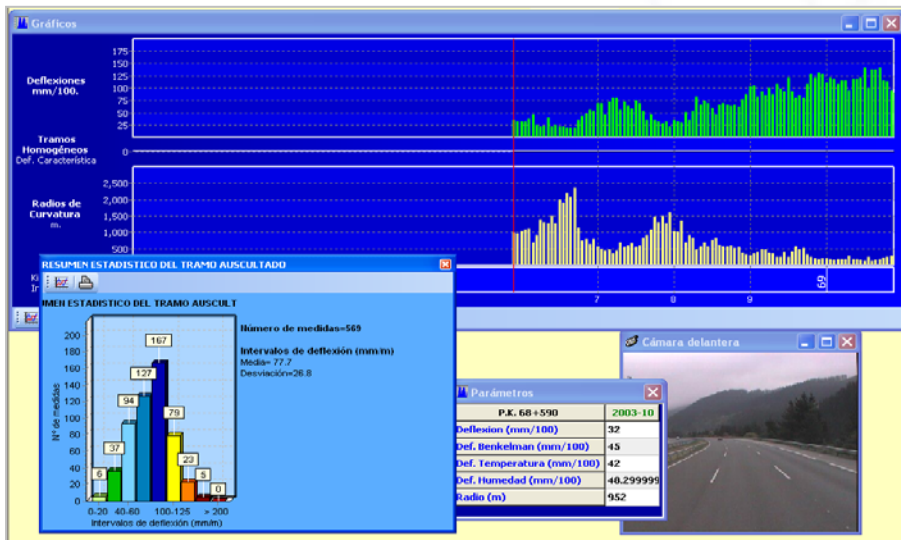 Gráficos
Deflexiones
mm/100.
175
150
125
100
75
50
25
Tramos
Homogéneos
Def. Característica
0
Radios de
Curvatura
m.
2,500
2,000
1,500
1,000
500
7
8
9
69
RESUMEN ESTADISTICO DEL TRAMO AUSCULTADO
IMEN ESTADISTICO DEL TRAMO AUSCULT
Nº de medidas
200
180
160
140
120
100
80
60
40
20
0
6
37
94
127
167
79
23
5
0
0-20 40-60 100-125 > 200
Intervalos de deflexión (mm/m)
Número de medidas=569
Intervalos de deflexión (mm/m)
Media= 77.7
Desviación=26.8
Parámetros
P.K. 68+590 2003-10
Deflexion (mm/100) 32
Def. Benkelman (mm/100) 45
Def. Temperatura (mm/100) 42
Def. Humedad (mm/100) 40.299999
Radio (m) 952
Cámara delantera